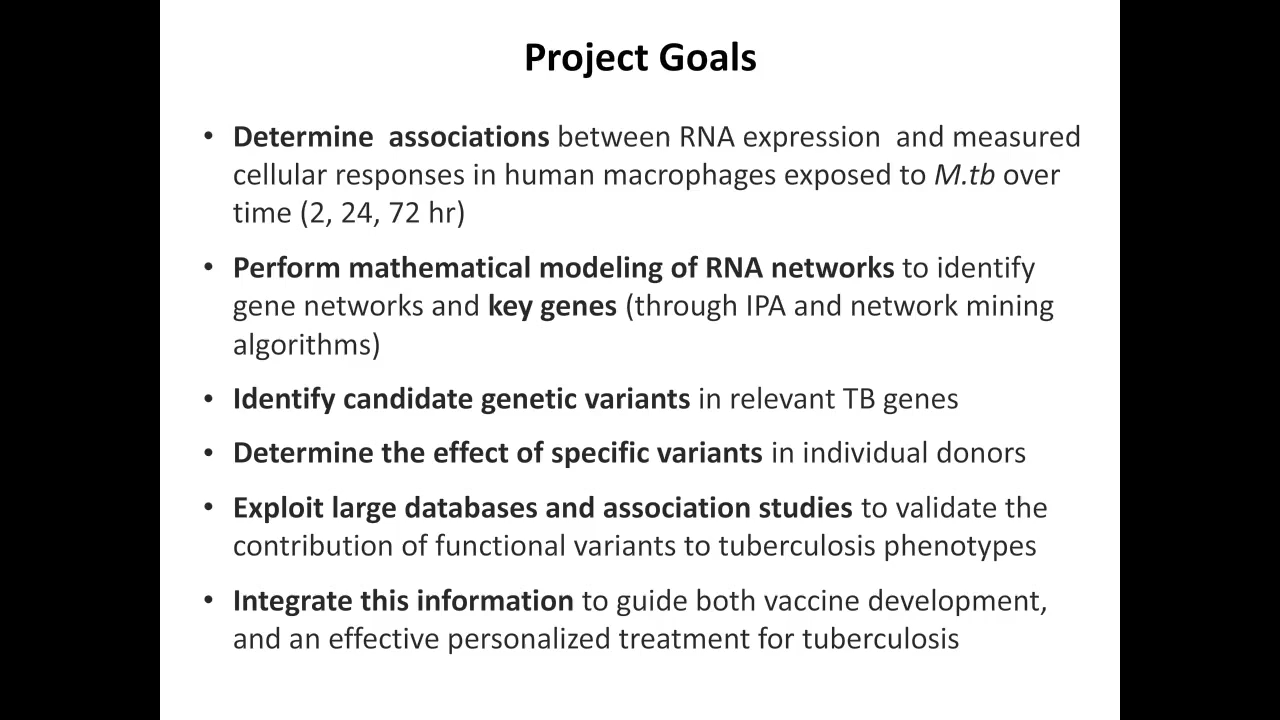 Project Goals
• Determine  associations between RNA expression  and measured
cellular responses in human macrophages exposed to M.tb over
time (2, 24, 72 hr)
• Perform mathematical modeling of RNA networks to identify
gene networks and key genes (through IPA and network mining
algorithms)
• Identify candidate genetic variants in relevant TB genes
• Determine the effect of specific variants in individual donors
• Exploit large databases and association studies to validate the
contribution of functional variants to tuberculosis phenotypes
• Integrate this information to guide both vaccine development,
and an effective personalized treatment for tuberculosis